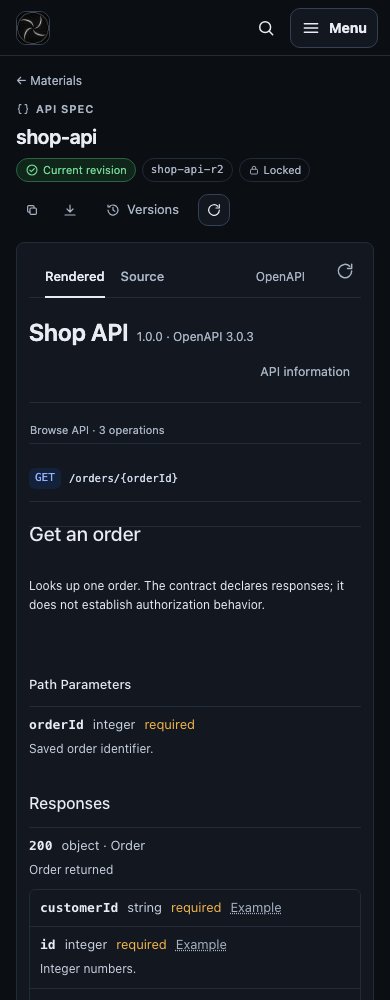 Menu
← Materials
{} API SPEC
shop-api
Current revision
shop-api-r2
Locked
Versions
Rendered
Source
OpenAPI
Shop API 1.0.0 · OpenAPI 3.0.3
API information
Browse API · 3 operations
GET /orders/{orderId}
Get an order
Looks up one order. The contract declares responses; it
does not establish authorization behavior.
Path Parameters
orderId integer required
Saved order identifier.
Responses
200 object · Order
Order returned
customerId string required Example
id integer required Example
Integer numbers.